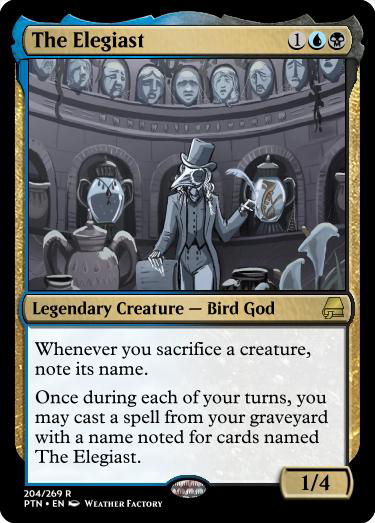 The Elegiast 1
Legendary Creature — Bird God
Whenever you sacrifice a creature,
note its name.
Once during each of your turns, you
may cast a spell from your graveyard
with a name noted for cards named
The Elegiast.
1/4
204/269 R
PTN • EN Weather Factory